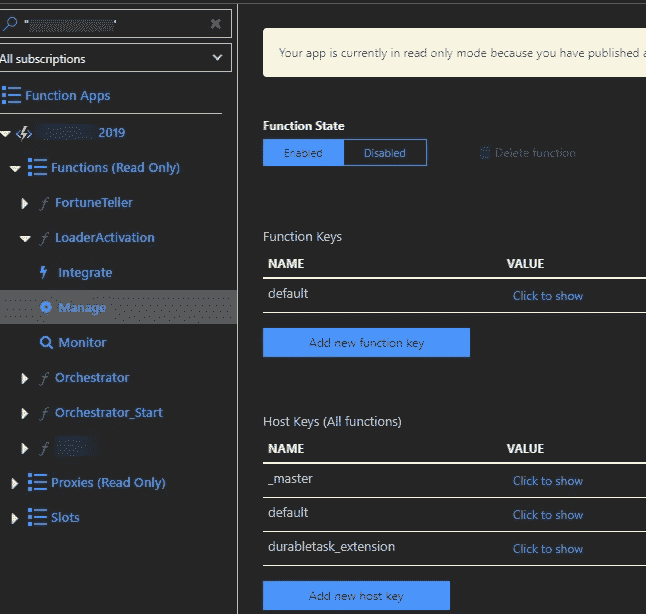 All subscriptions
Function Apps
2019
Functions (Read Only)
FortuneTeller
LoaderActivation
Integrate
Manage
Monitor
Orchestrator
Orchestrator_Start
Proxies (Read Only)
Slots
Your app is currently in read only mode because you have published a
Function State
Enabled
Disabled
Delete function
Function Keys
NAME VALUE
default Click to show
Add new function key
Host Keys (All functions)
NAME VALUE
_master Click to show
default Click to show
durabletask_extension Click to show
Add new host key